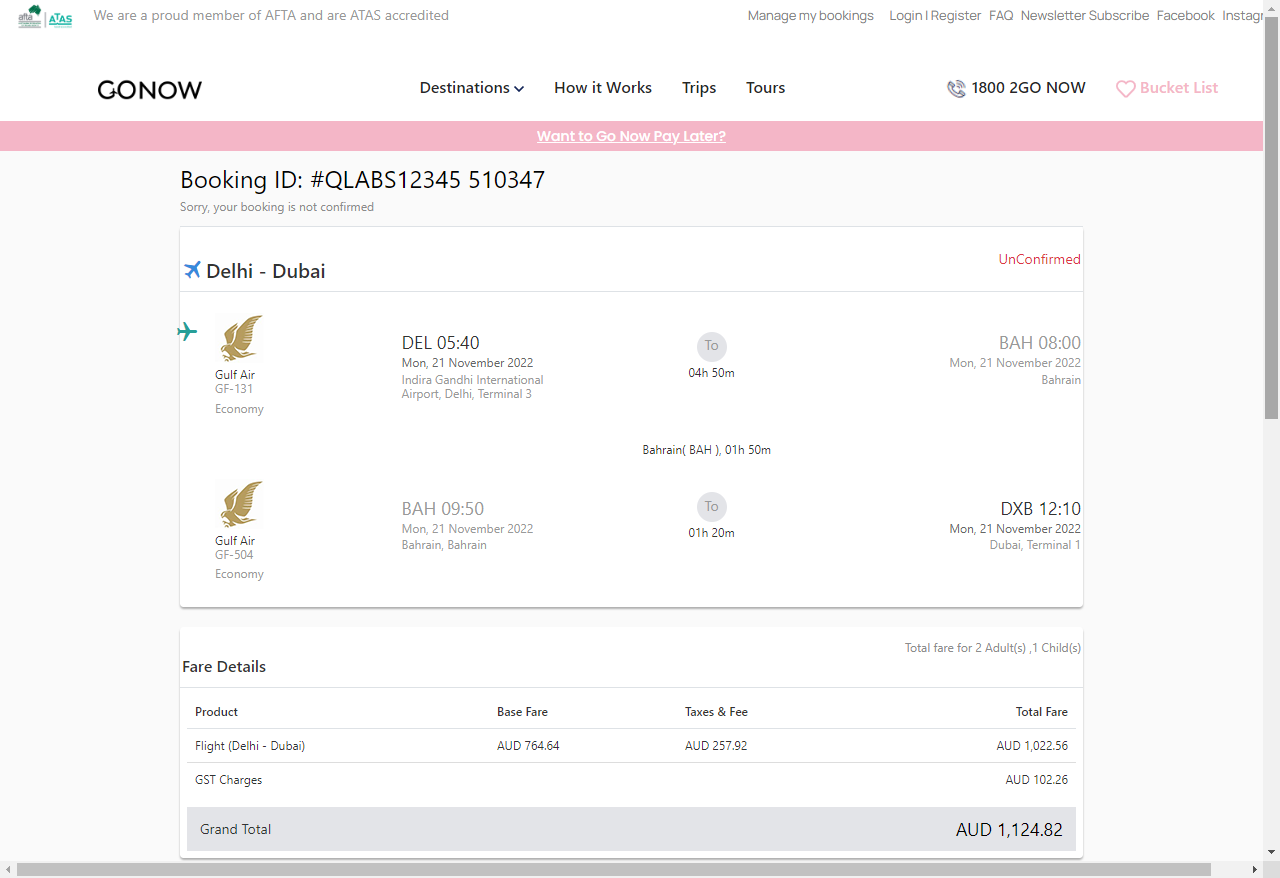 afta ATAS We are a proud member of AFTA and are ATAS accredited Manage my bookings Login | Register FAQ Newsletter Subscribe Facebook Instagr
GONOW Destinations How it Works Trips Tours 1800 2GO NOW Bucket List
Want to Go Now Pay Later?
Booking ID: #QLABS12345 510347
Sorry, your booking is not confirmed
UnConfirmed
Delhi - Dubai
DEL 05:40 To BAH 08:00
Mon, 21 November 2022 04h 50m Mon, 21 November 2022
Gulf Air Indira Gandhi International Bahrain
GF-131 Airport, Delhi, Terminal 3
Economy
Bahrain( BAH ), 01h 50m
BAH 09:50 To DXB 12:10
Mon, 21 November 2022 01h 20m Mon, 21 November 2022
Gulf Air Bahrain, Bahrain Dubai, Terminal 1
GF-504
Economy
Total fare for 2 Adult(s) ,1 Child(s)
Fare Details
Product Base Fare Taxes & Fee Total Fare
Flight (Delhi - Dubai) AUD 764.64 AUD 257.92 AUD 1,022.56
GST Charges AUD 102.26
Grand Total AUD 1,124.82